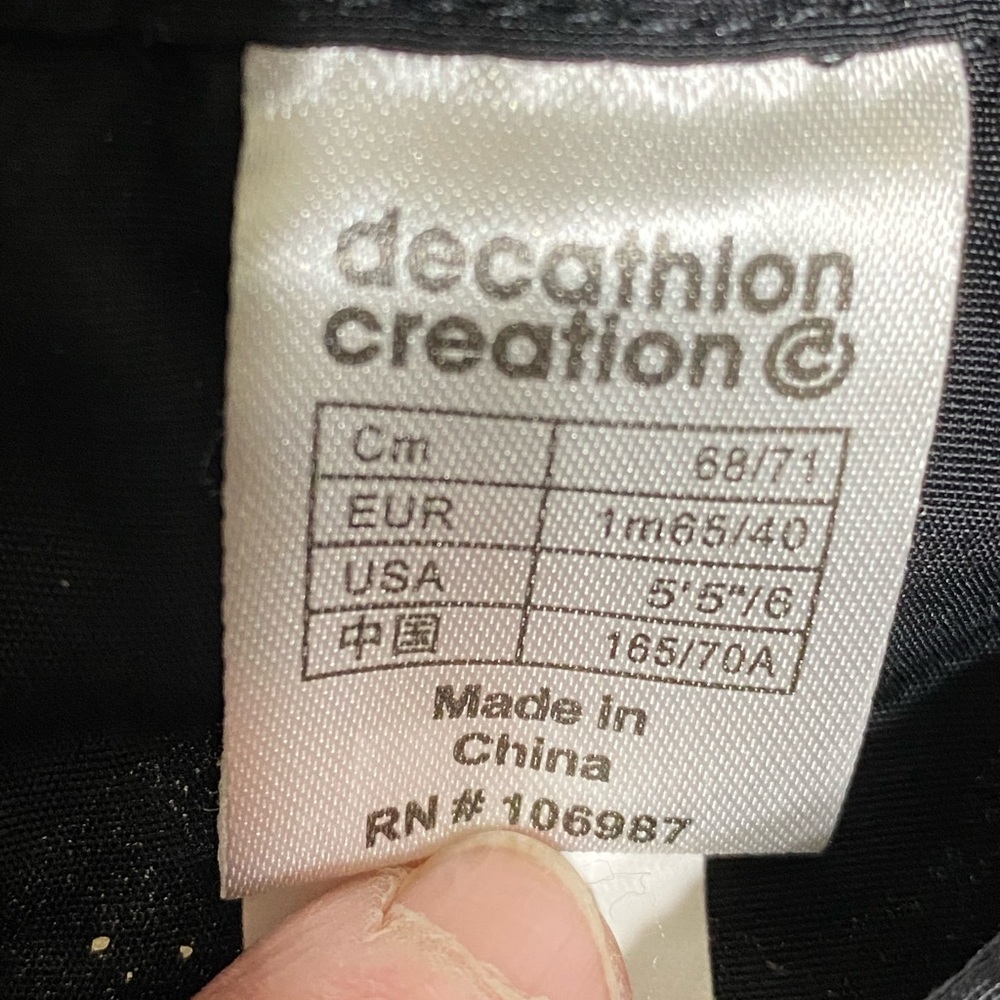 decathlon
creation ©
Cm 68/71
EUR 1m65/40
USA 5'5"/6
中国 165/70A
Made in
China
RN # 106987